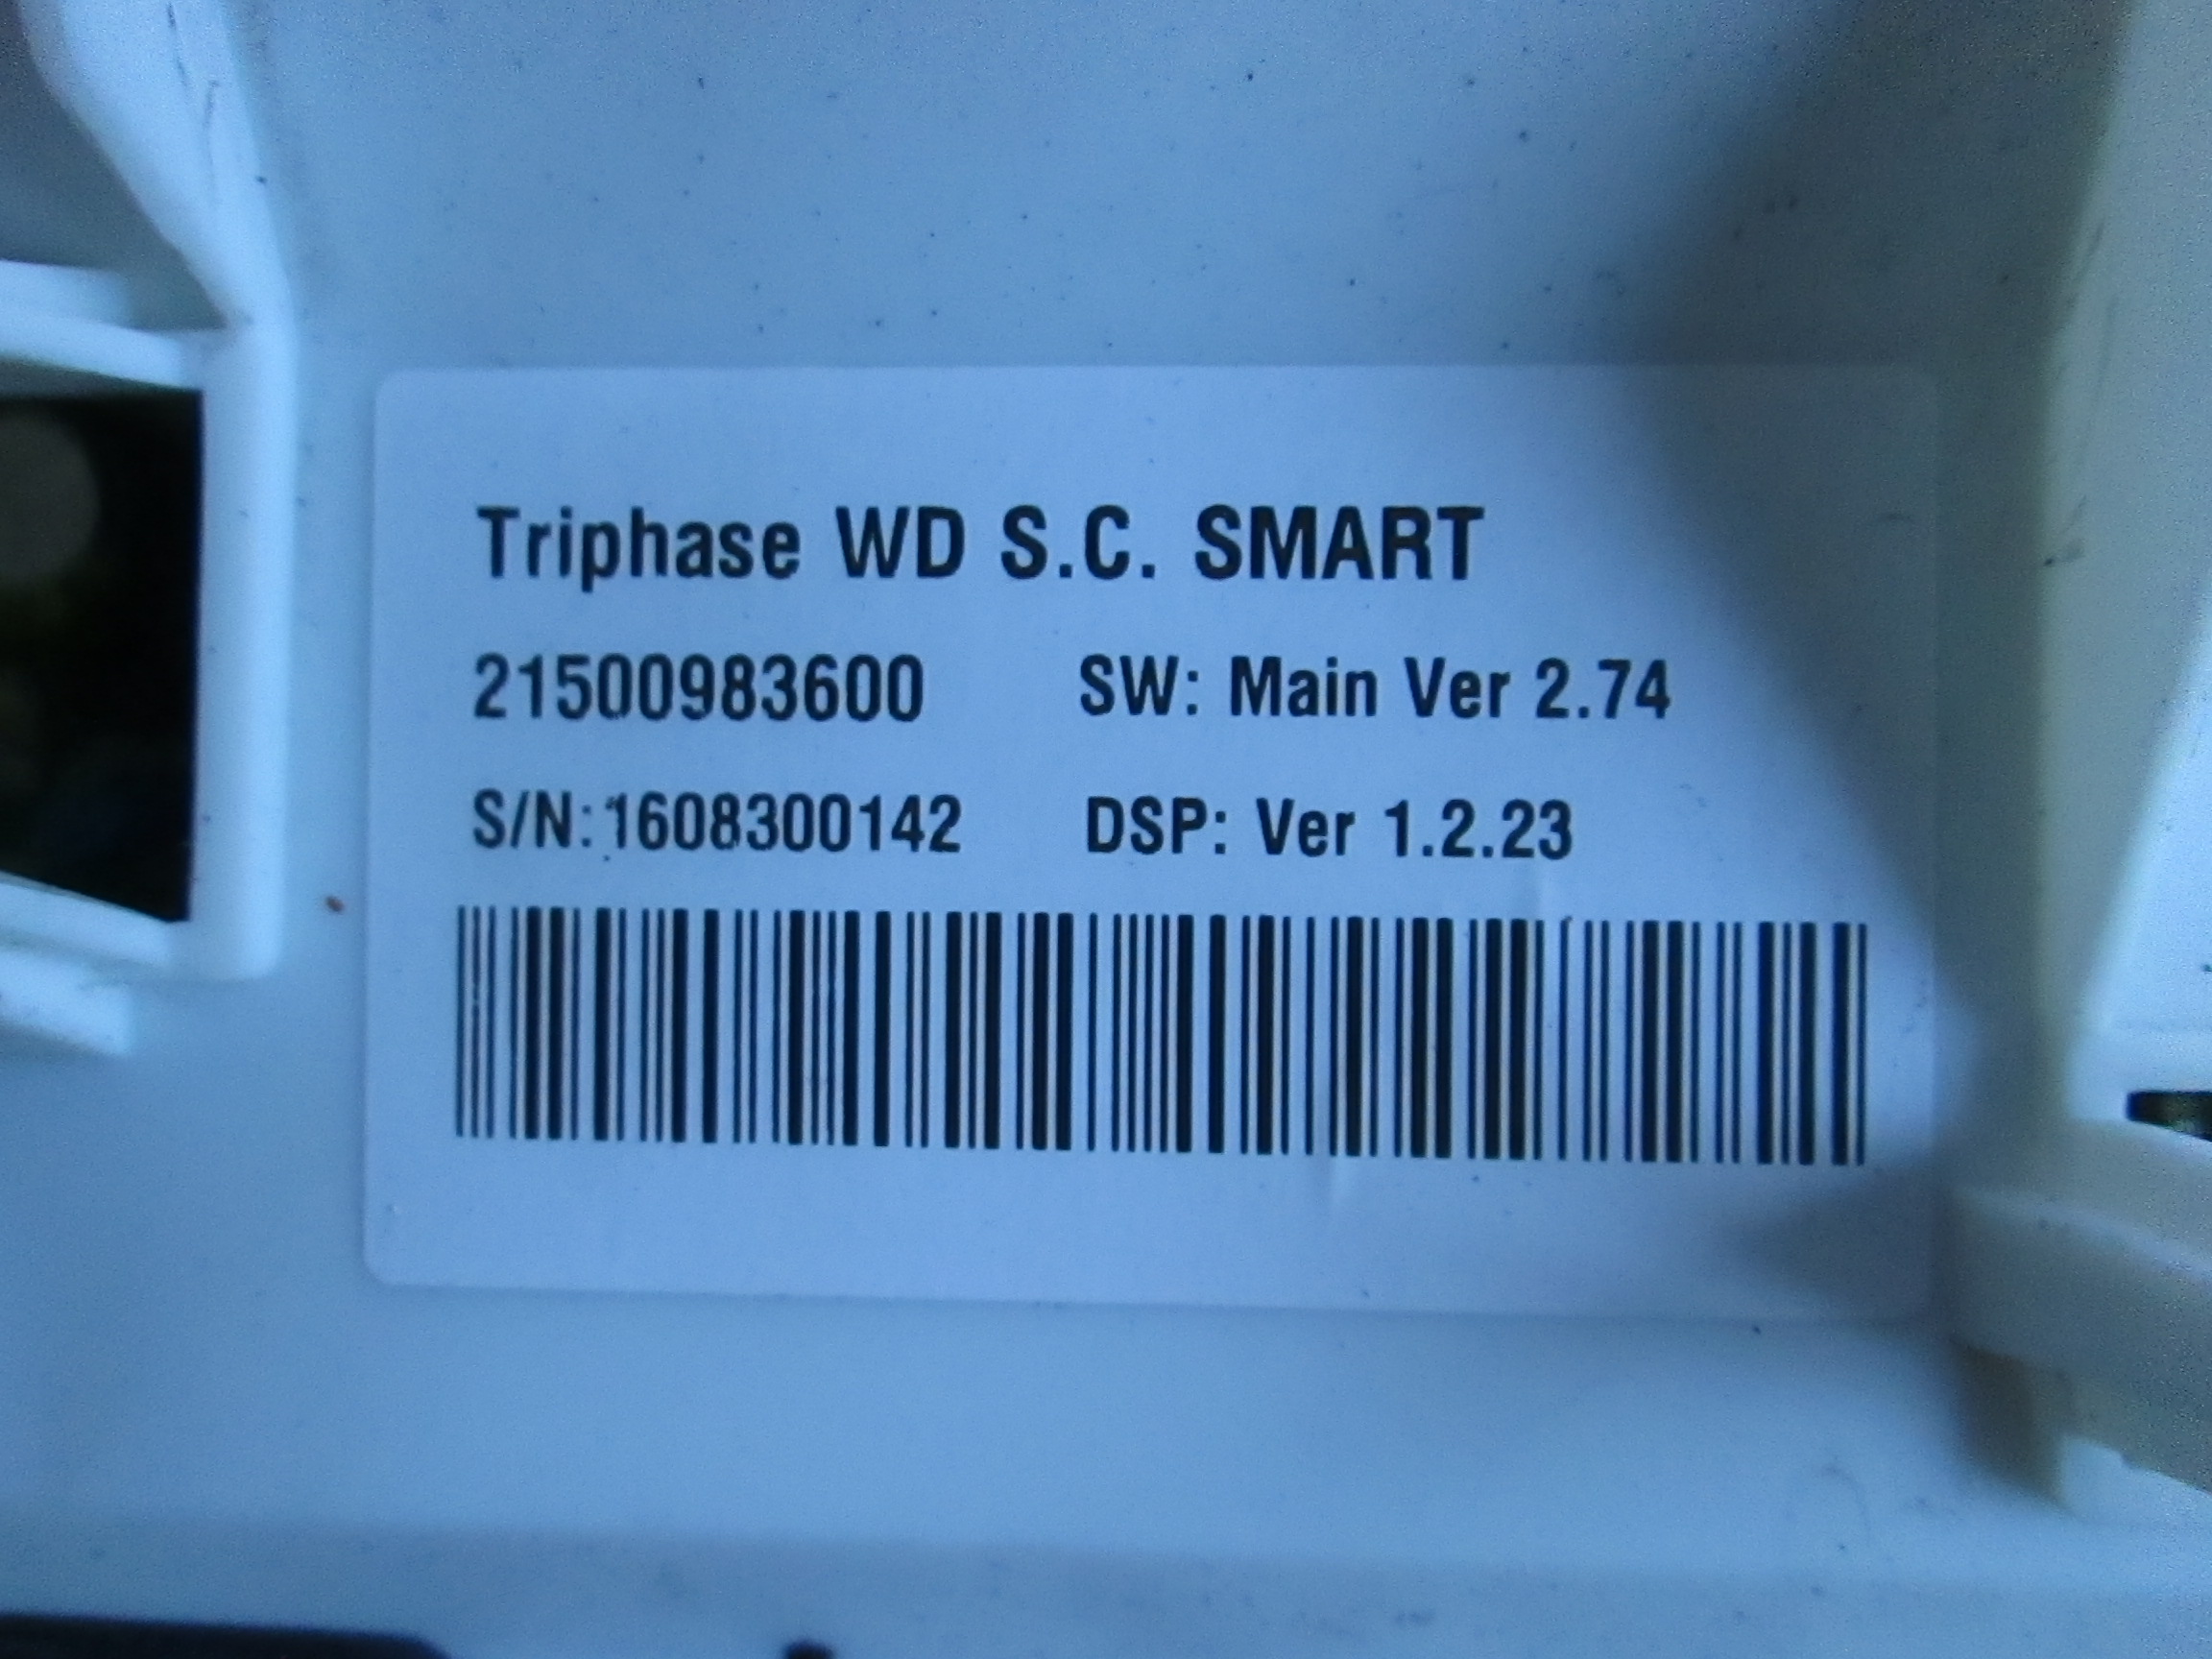 Triphase WD S.C. SMART
21500983600 SW: Main Ver 2.74
S/N:1608300142 DSP: Ver 1.2.23